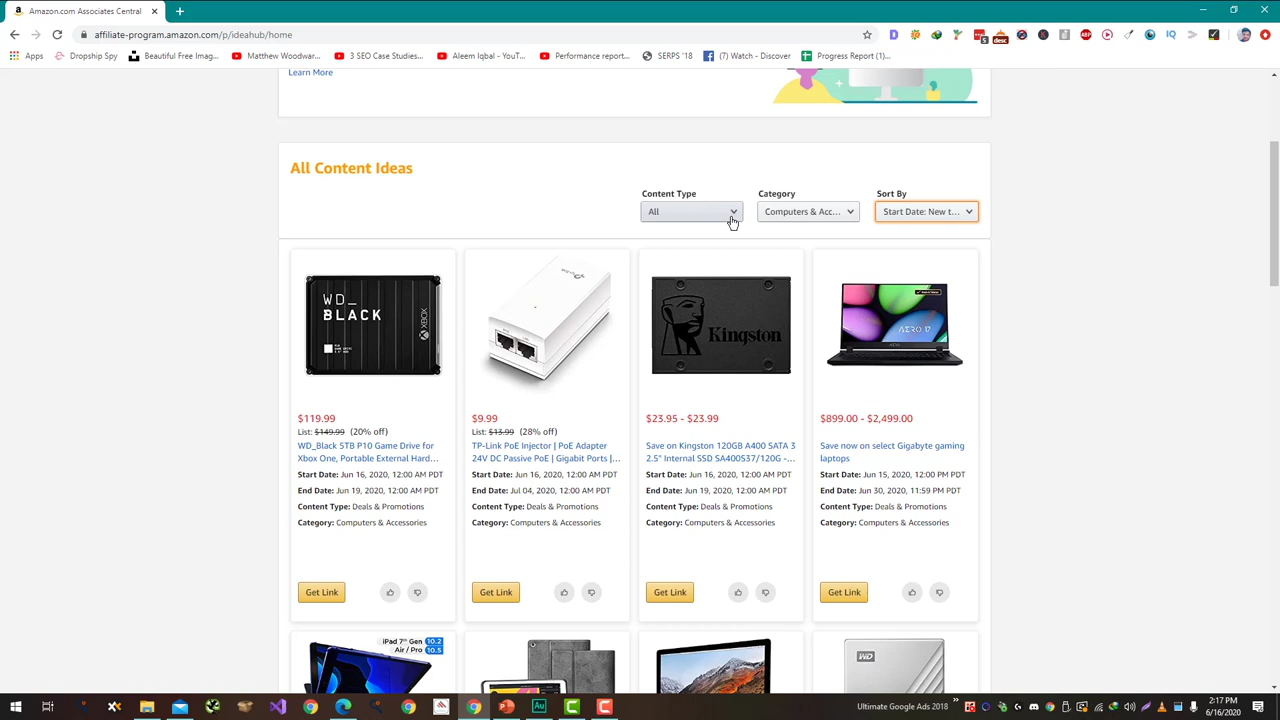 Amazon.com Associates Central
affiliate-program.amazon.com/p/ideahub/home
Apps
Dropship Spy
Beautiful Free Imag...
Matthew Woodwar...
3 SEO Case Studies...
Aleem Iqbal - YouT...
Performance report...
SERPS '18
(7) Watch - Discover
Progress Report (1)...
Learn More
All Content Ideas
Content Type
Category
Sort By
All
Computers & Acc...
Start Date: New t...
WD_
BLACK
XBOX
Kingston
AERO 17
$119.99
List: $149.99 (20% off)
WD_Black 5TB P10 Game Drive for
Xbox One, Portable External Hard...
Start Date: Jun 16, 2020, 12:00 AM PDT
End Date: Jun 19, 2020, 12:00 AM PDT
Content Type: Deals & Promotions
Category: Computers & Accessories
Get Link
$9.99
List: $13.99 (28% off)
TP-Link PoE Injector | PoE Adapter
24V DC Passive PoE | Gigabit Ports |...
Start Date: Jun 16, 2020, 12:00 AM PDT
End Date: Jul 04, 2020, 12:00 AM PDT
Content Type: Deals & Promotions
Category: Computers & Accessories
Get Link
$23.95 - $23.99
Save on Kingston 120GB A400 SATA 3
2.5" Internal SSD SA400S37/120G -...
Start Date: Jun 16, 2020, 12:00 AM PDT
End Date: Jun 19, 2020, 12:00 AM PDT
Content Type: Deals & Promotions
Category: Computers & Accessories
Get Link
$899.00 - $2,499.00
Save now on select Gigabyte gaming
laptops
Start Date: Jun 15, 2020, 12:00 PM PDT
End Date: Jun 30, 2020, 11:59 PM PDT
Content Type: Deals & Promotions
Category: Computers & Accessories
Get Link
iPad 7th Gen 10.2
Air / Pro 10.5
WD
Ultimate Google Ads 2018
2:17 PM
6/16/2020